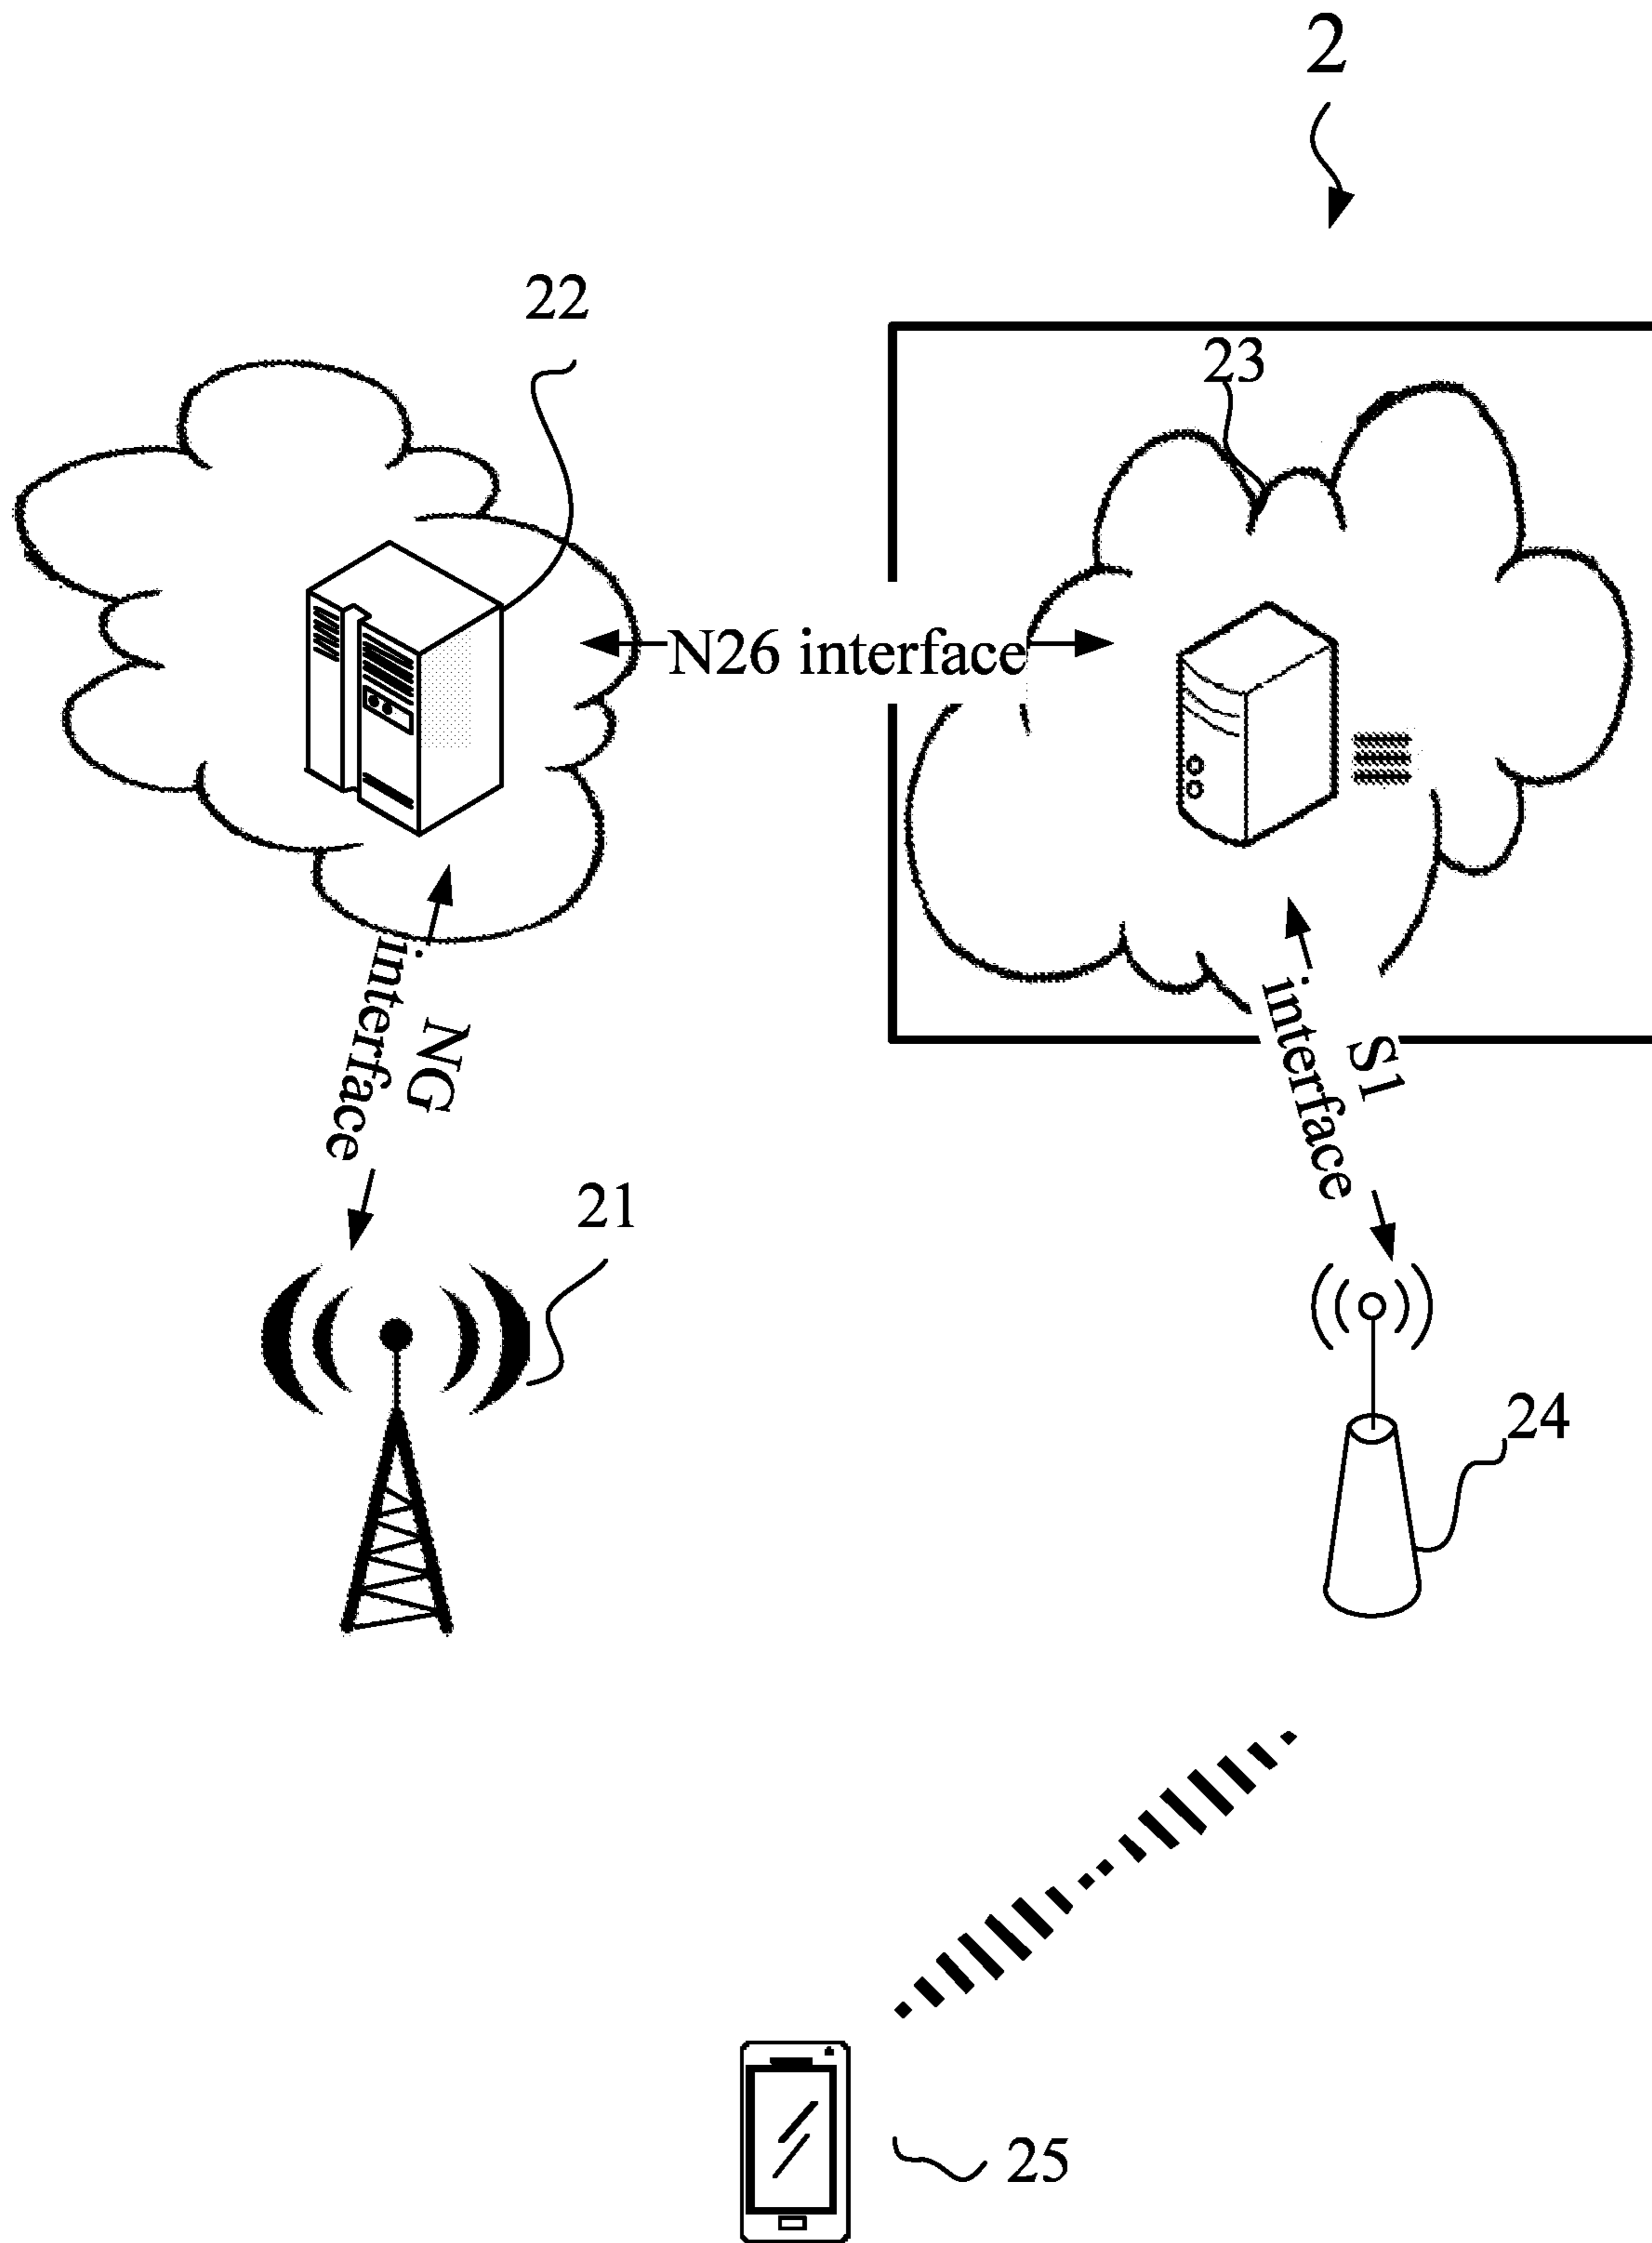 2
22
23
N26 interface
NG
interface
S1
interface
21
24
25